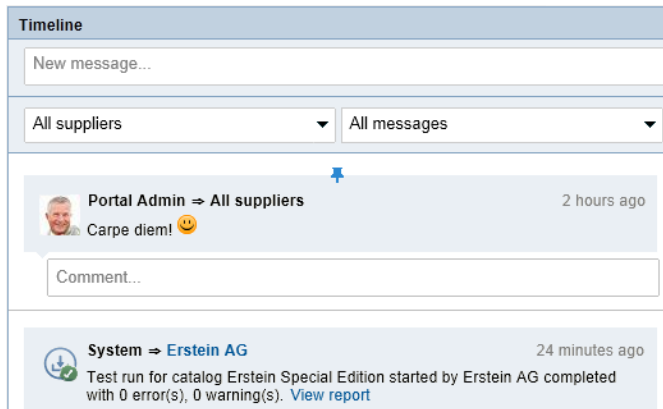 Timeline
New message...
All suppliers
All messages
Portal Admin ⇒ All suppliers
2 hours ago
Carpe diem!
Comment...
System ⇒ Erstein AG
24 minutes ago
Test run for catalog Erstein Special Edition started by Erstein AG completed
with 0 error(s), 0 warning(s). View report